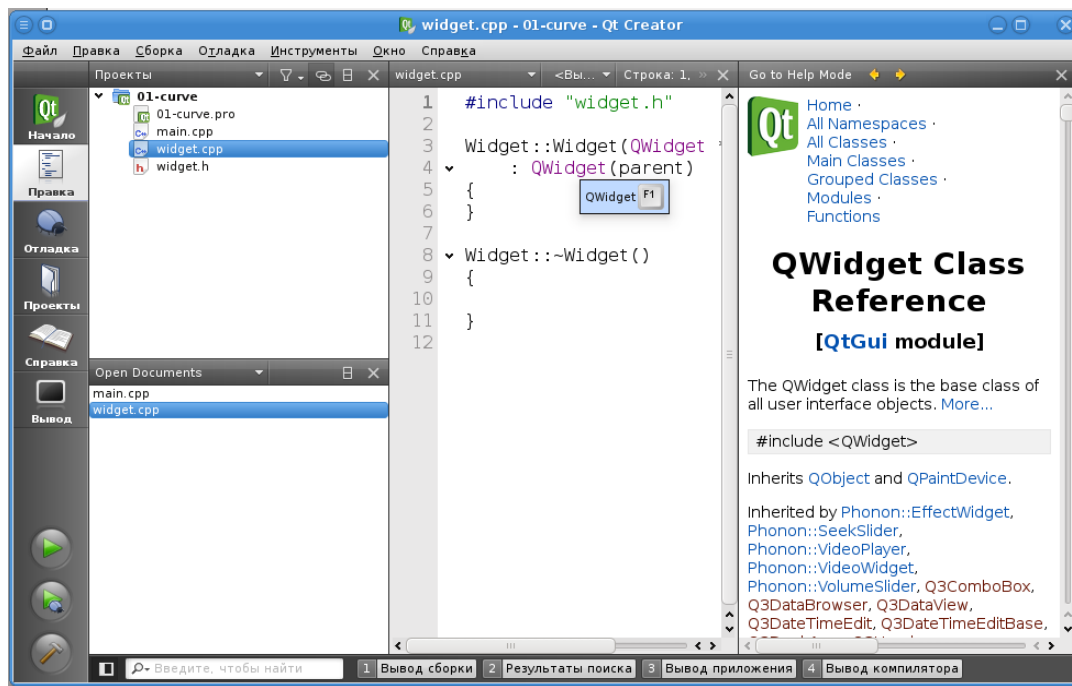 widget.cpp - 01-curve - Qt Creator
Файл Правка Сборка Отладка Инструменты Окно Справка
Проекты
widget.cpp <Вы... Строка: 1, »
Go to Help Mode
Qt
Начало
Правка
Отладка
Проекты
Справка
Вывод
01-curve
01-curve.pro
main.cpp
widget.cpp
widget.h
Open Documents
main.cpp
widget.cpp
1 #include "widget.h"
2
3 Widget::Widget(QWidget
4 : QWidget(parent)
QWidget F1
5 {
6 }
7
8 Widget::~Widget()
9 {
10
11 }
12
Qt
Home ·
All Namespaces ·
All Classes ·
Main Classes ·
Grouped Classes ·
Modules ·
Functions
QWidget Class
Reference
[QtGui module]
The QWidget class is the base class of
all user interface objects. More...
#include <QWidget>
Inherits QObject and QPaintDevice.
Inherited by Phonon::EffectWidget,
Phonon::SeekSlider,
Phonon::VideoPlayer,
Phonon::VideoWidget,
Phonon::VolumeSlider, Q3ComboBox,
Q3DataBrowser, Q3DataView,
Q3DateTimeEdit, Q3DateTimeEditBase,
Введите, чтобы найти
1 Вывод сборки 2 Результаты поиска 3 Вывод приложения 4 Вывод компилятора